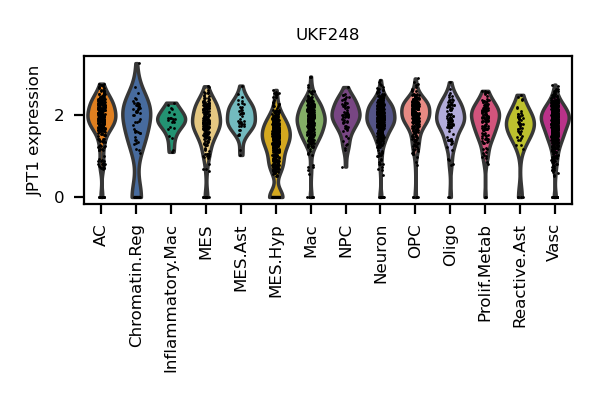 UKF248
JPT1 expression
2
0
AC
Chromatin.Reg
Inflammatory.Mac
MES
MES.Ast
MES.Hyp
Mac
NPC
Neuron
OPC
Oligo
Prolif.Metab
Reactive.Ast
Vasc